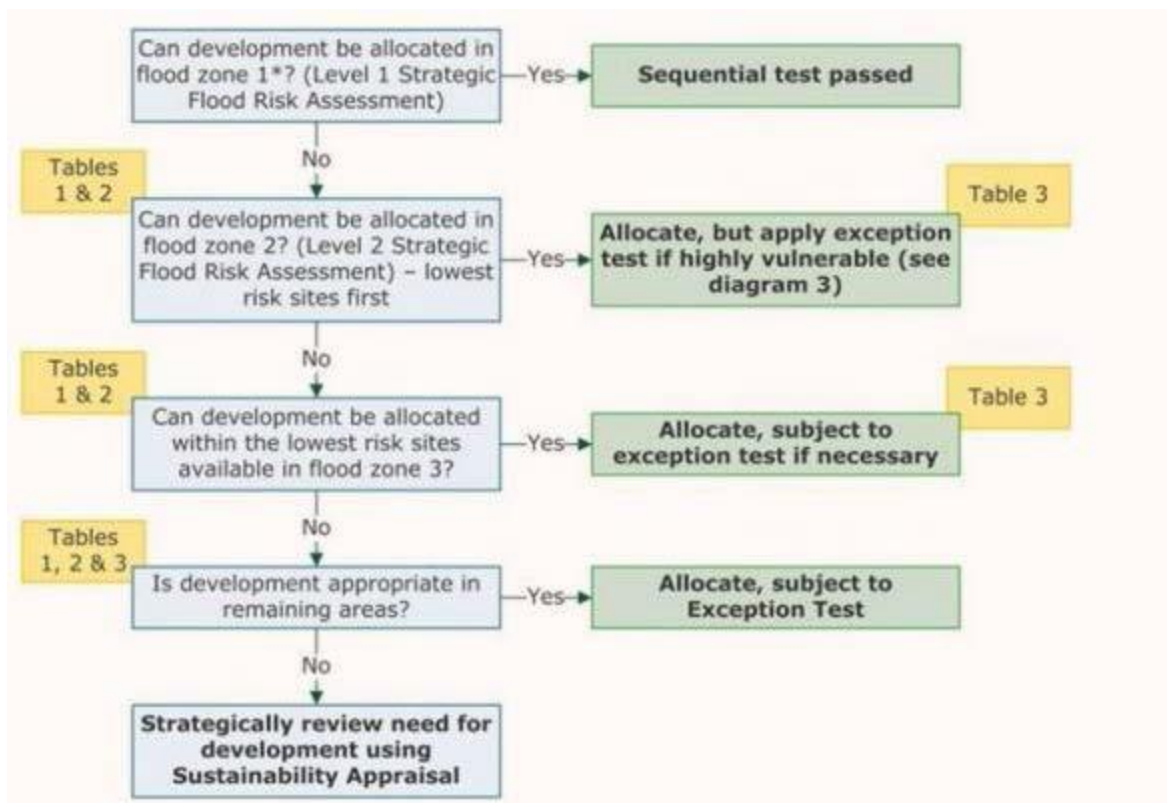 Can development be allocated in
flood zone 1*? (Level 1 Strategic
Flood Risk Assessment)
Yes
Sequential test passed
No
Tables
1 & 2
Can development be allocated in
flood zone 2? (Level 2 Strategic
Flood Risk Assessment) – lowest
risk sites first
Yes
Allocate, but apply exception
test if highly vulnerable (see
diagram 3)
Table 3
No
Tables
1 & 2
Can development be allocated
within the lowest risk sites
available in flood zone 3?
Yes
Allocate, subject to
exception test if necessary
Table 3
No
Tables
1, 2 & 3
Is development appropriate in
remaining areas?
Yes
Allocate, subject to
Exception Test
No
Strategically review need for
development using
Sustainability Appraisal